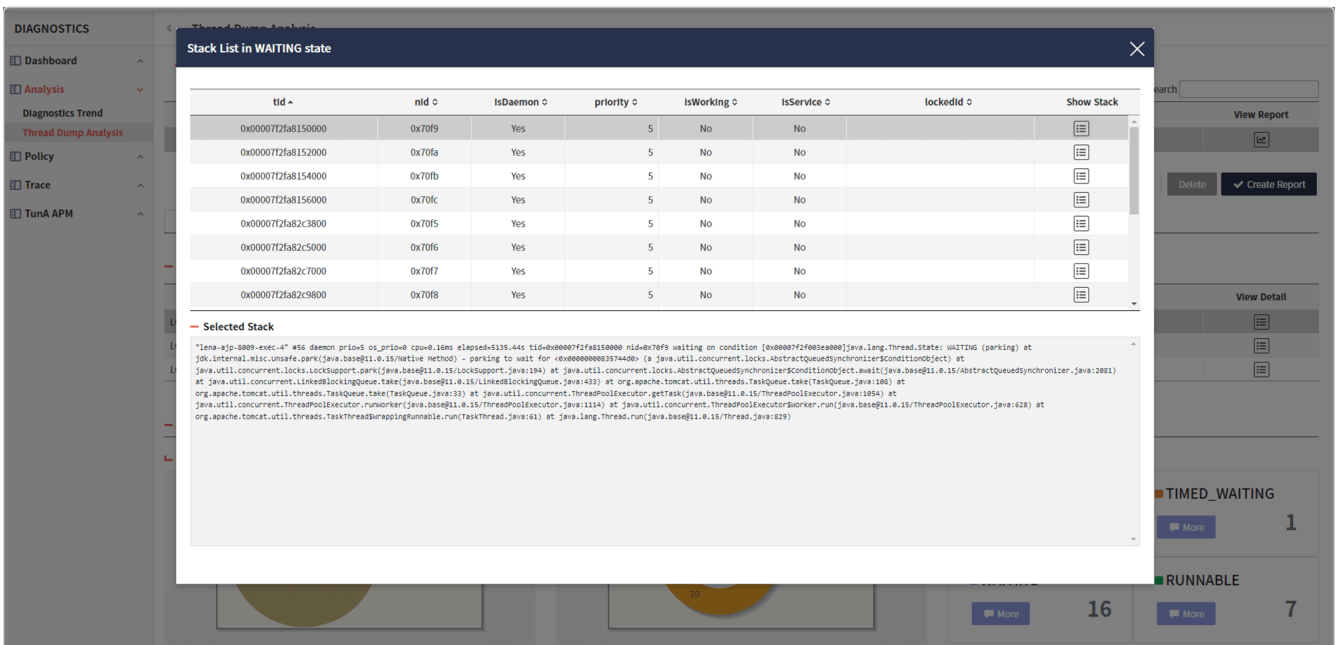 DIAGNOSTICS
Thread Dump Analysis
Dashboard
Analysis
Diagnostics Trend
Thread Dump Analysis
Policy
Trace
TunA APM
Stack List in WAITING state
tid nid IsDaemon priority IsWorking IsService lockedId Show Stack
0x00007f2fa8150000 0x70f9 Yes 5 No No
0x00007f2fa8152000 0x70fa Yes 5 No No
0x00007f2fa8154000 0x70fb Yes 5 No No
0x00007f2fa8156000 0x70fc Yes 5 No No
0x00007f2fa82c3800 0x70f5 Yes 5 No No
0x00007f2fa82c5000 0x70f6 Yes 5 No No
0x00007f2fa82c7000 0x70f7 Yes 5 No No
0x00007f2fa82c9800 0x70f8 Yes 5 No No
Selected Stack
"lena-ajp-8009-exec-4" #56 daemon prio=5 os_prio=0 cpu=0.16ms elapsed=5135.44s tid=0x00007f2fa8150000 nid=0x70f9 waiting on condition [0x00007f2f003ea000]java.lang.Thread.State: WAITING (parking) at
jdk.internal.misc.Unsafe.park(java.base@11.0.15/Native Method) - parking to wait for <0x00000000835744d0> (a java.util.concurrent.locks.AbstractQueuedSynchronizer$ConditionObject) at
java.util.concurrent.locks.LockSupport.park(java.base@11.0.15/LockSupport.java:194) at java.util.concurrent.locks.AbstractQueuedSynchronizer$ConditionObject.await(java.base@11.0.15/AbstractQueuedSynchronizer.java:2081)
at java.util.concurrent.LinkedBlockingQueue.take(java.base@11.0.15/LinkedBlockingQueue.java:433) at org.apache.tomcat.util.threads.TaskQueue.take(TaskQueue.java:108) at
org.apache.tomcat.util.threads.TaskQueue.take(TaskQueue.java:33) at java.util.concurrent.ThreadPoolExecutor.getTask(java.base@11.0.15/ThreadPoolExecutor.java:1054) at
java.util.concurrent.ThreadPoolExecutor.runWorker(java.base@11.0.15/ThreadPoolExecutor.java:1114) at java.util.concurrent.ThreadPoolExecutor$Worker.run(java.base@11.0.15/ThreadPoolExecutor.java:628) at
org.apache.tomcat.util.threads.TaskThread$WrappingRunnable.run(TaskThread.java:61) at java.lang.Thread.run(java.base@11.0.15/Thread.java:829)
earch
View Report
Delete
Create Report
View Detail
TIMED_WAITING
More 1
RUNNABLE
20
More 16
More 7